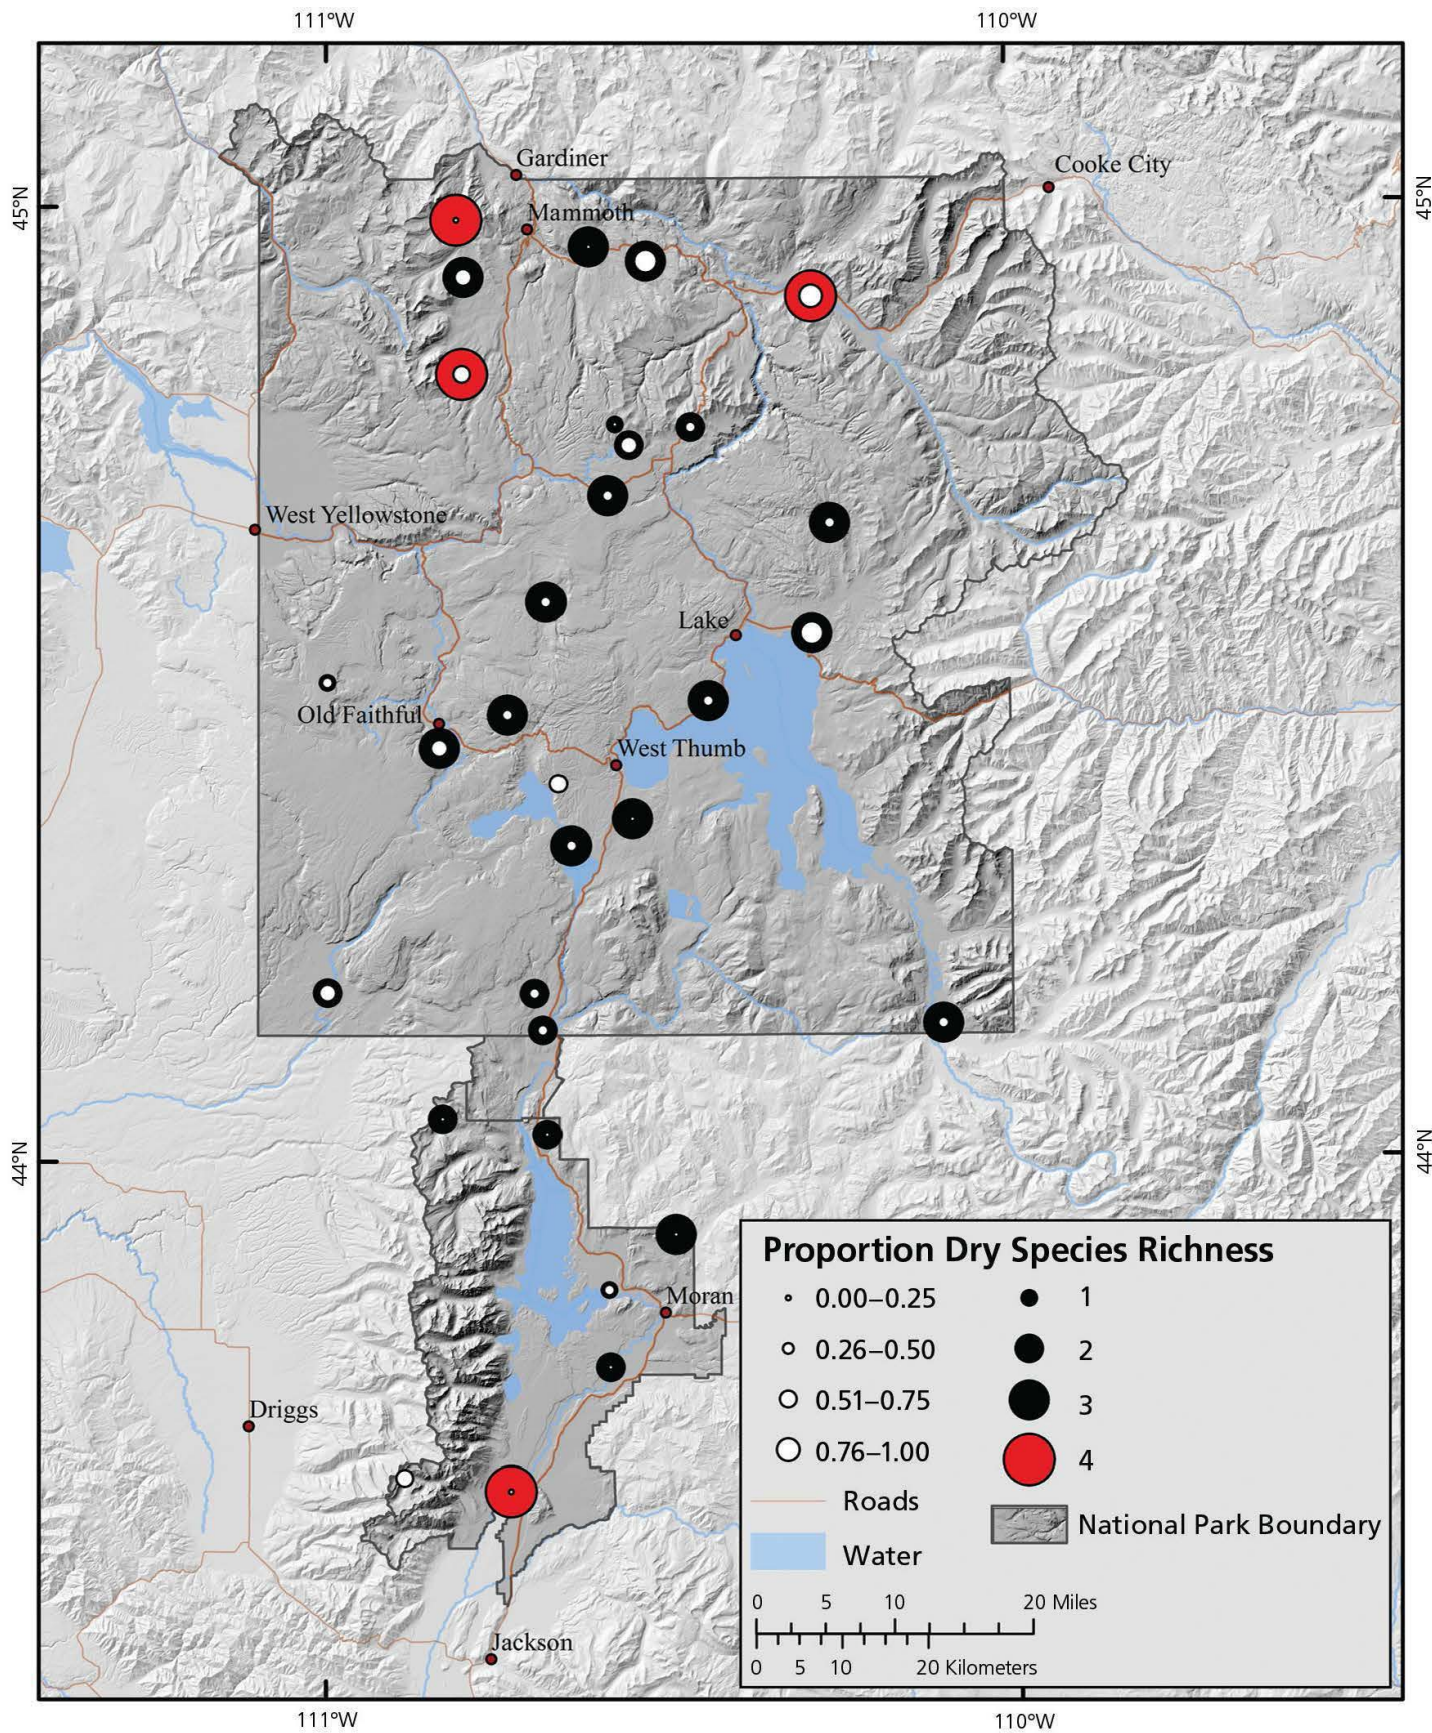 111°W
110°W
Gardiner
Cooke City
45°N
45°N
Mammoth
West Yellowstone
Lake
Old Faithful
West Thumb
44°N
44°N
Moran
Driggs
Jackson
Proportion Dry Species Richness
0.00–0.25
1
0.26–0.50
2
0.51–0.75
3
0.76–1.00
4
Roads
National Park Boundary
Water
0 5 10 20 Miles
0 5 10 20 Kilometers
111°W
110°W